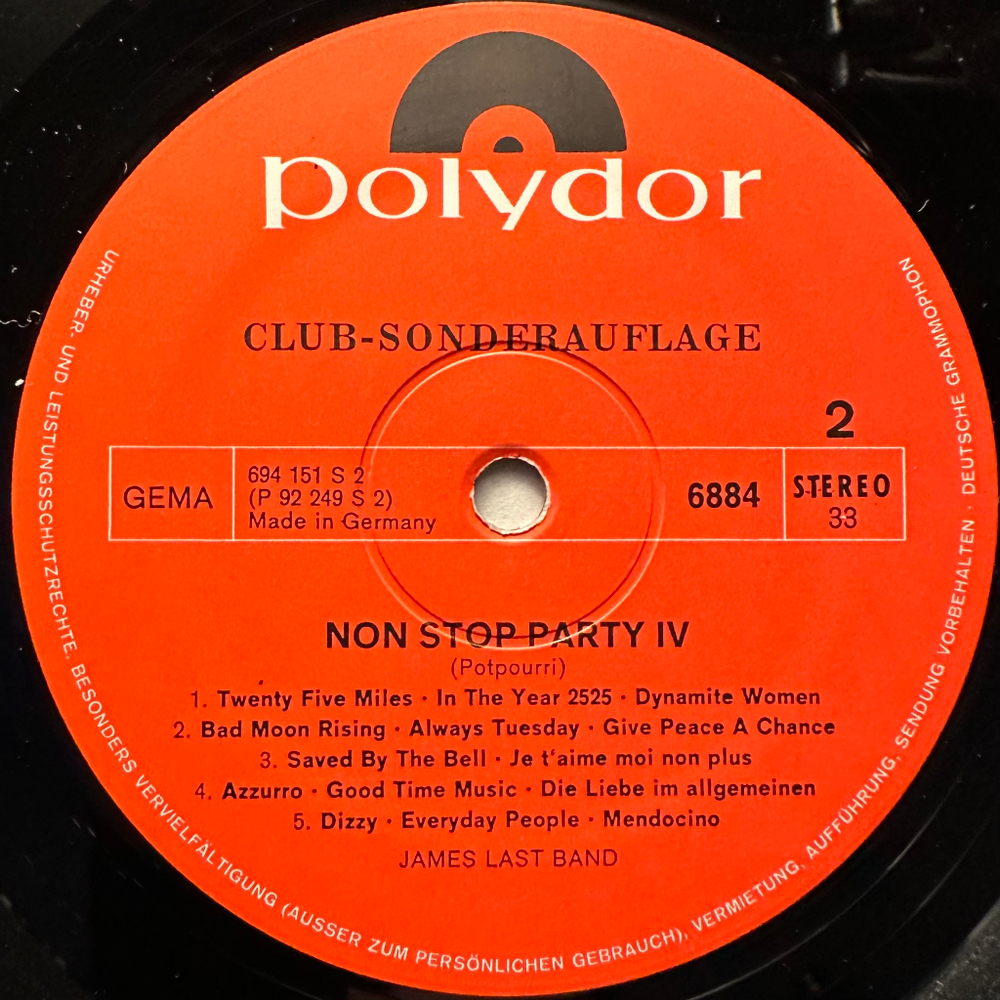 polydor
CLUB-SONDERAUFLAGE
2
GEMA
694 151 S 2
(P 92 249 S 2)
Made in Germany
6884
STEREO
33
NON STOP PARTY IV
(Potpourri)
1. Twenty Five Miles · In The Year 2525 · Dynamite Women
2. Bad Moon Rising · Always Tuesday · Give Peace A Chance
3. Saved By The Bell · Je t'aime moi non plus
4. Azzurro · Good Time Music · Die Liebe im allgemeinen
5. Dizzy · Everyday People · Mendocino
JAMES LAST BAND
URHEBER- UND LEISTUNGSSCHUTZRECHTE, BESONDERS VERVIELFÄLTIGUNG (AUSSER ZUM PERSÖNLICHEN GEBRAUCH), VERMIETUNG, AUFFÜHRUNG, SENDUNG VORBEHALTEN · DEUTSCHE GRAMMOPHON